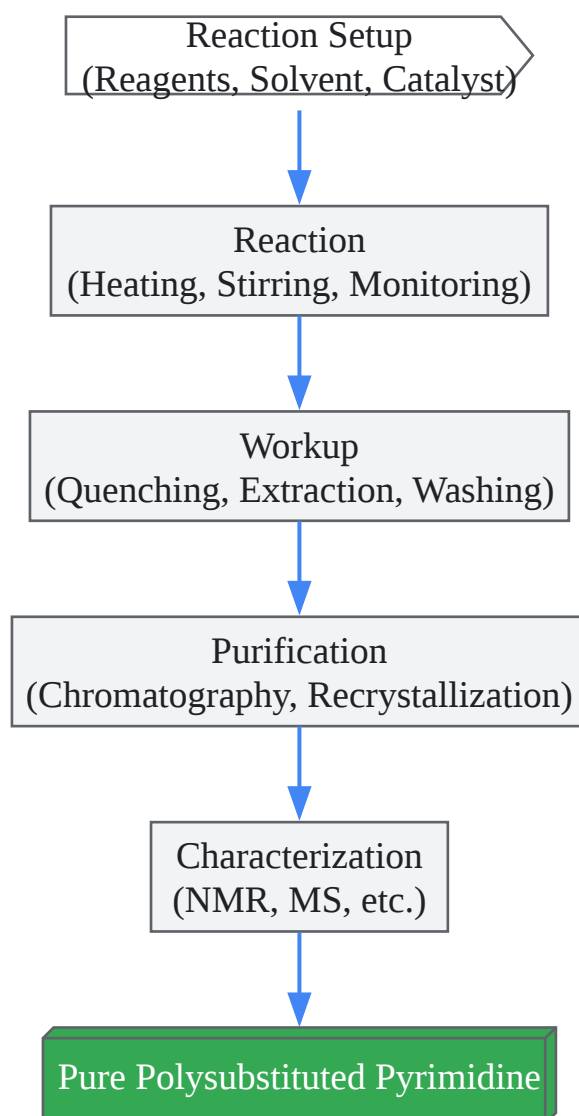 Reaction Setup
(Reagents, Solvent, Catalyst)
Reaction
(Heating, Stirring, Monitoring)
Workup
(Quenching, Extraction, Washing)
Purification
(Chromatography, Recrystallization)
Characterization
(NMR, MS, etc.)
Pure Polysubstituted Pyrimidine